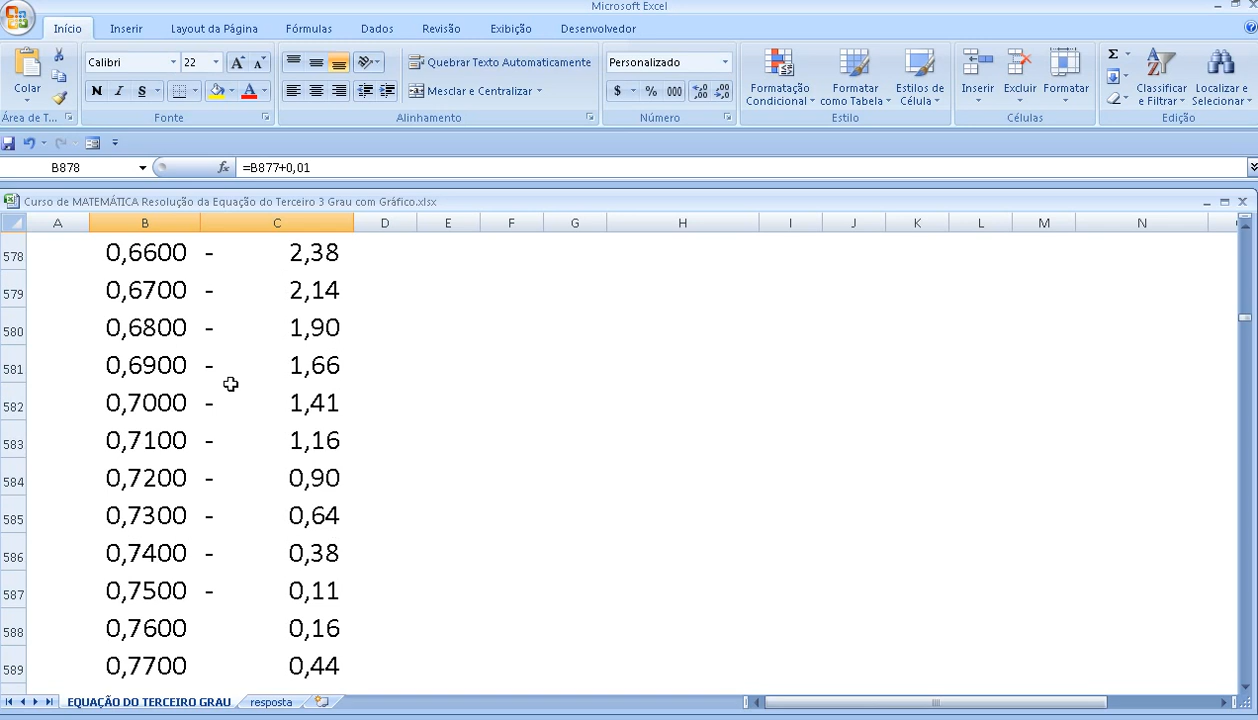 Microsoft Excel
Início Inserir Layout da Página Fórmulas Dados Revisão Exibição Desenvolvedor
Colar
Calibri 22
N I S
Quebrar Texto Automaticamente
Mesclar e Centralizar
Personalizado
$ % 000
Formatação Condicional
Formatar como Tabela
Estilos de Célula
Inserir
Excluir
Formatar
Classificar e Filtrar
Localizar e Selecionar
Área de T... Fonte Alinhamento Número Estilo Células Edição
B878 fx =B877+0,01
Curso de MATEMÁTICA Resolução da Equação do Terceiro 3 Grau com Gráfico.xlsx
A B C D E F G H I J K L M N
578 0,6600 - 2,38
579 0,6700 - 2,14
580 0,6800 - 1,90
581 0,6900 - 1,66
582 0,7000 - 1,41
583 0,7100 - 1,16
584 0,7200 - 0,90
585 0,7300 - 0,64
586 0,7400 - 0,38
587 0,7500 - 0,11
588 0,7600 0,16
589 0,7700 0,44
EQUAÇÃO DO TERCEIRO GRAU resposta